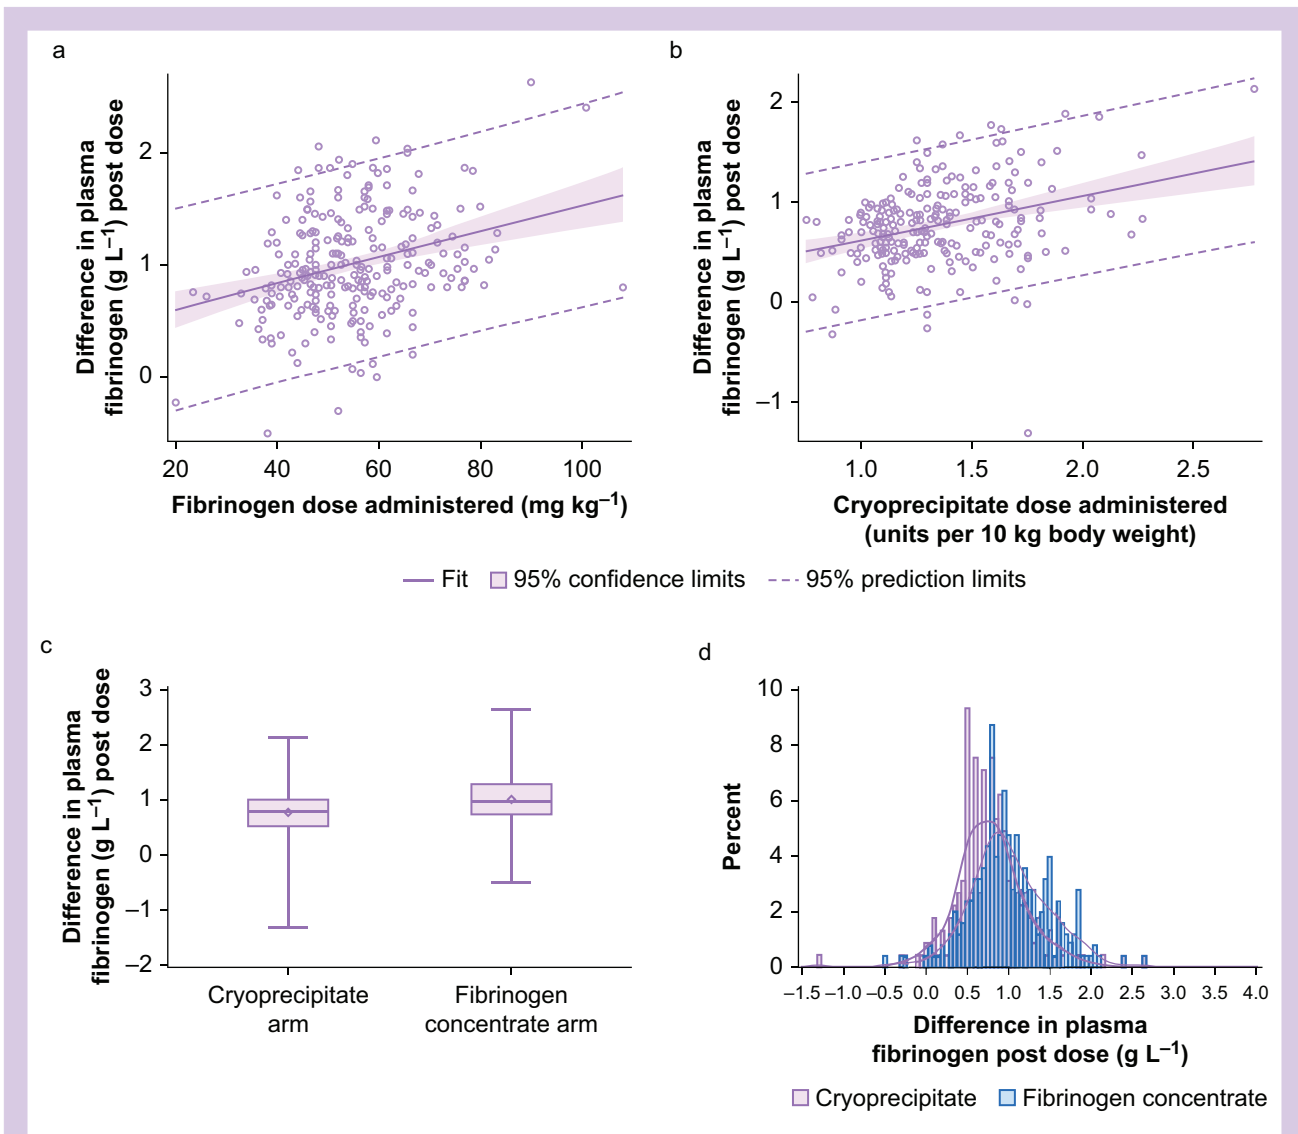 a
Difference in plasma
fibrinogen (g L⁻¹) post dose
2
1
0
20 40 60 80 100
Fibrinogen dose administered (mg kg⁻¹)
b
Difference in plasma
fibrinogen (g L⁻¹) post dose
2
1
0
–1
1.0 1.5 2.0 2.5
Cryoprecipitate dose administered
(units per 10 kg body weight)
Fit 95% confidence limits 95% prediction limits
c
Difference in plasma
fibrinogen (g L⁻¹) post dose
3
2
1
0
–1
–2
Cryoprecipitate
arm
Fibrinogen
concentrate arm
d
Percent
10
8
6
4
2
0
–1.5 –1.0 –0.5 0.0 0.5 1.0 1.5 2.0 2.5 3.0 3.5 4.0
Difference in plasma
fibrinogen post dose (g L⁻¹)
Cryoprecipitate Fibrinogen concentrate